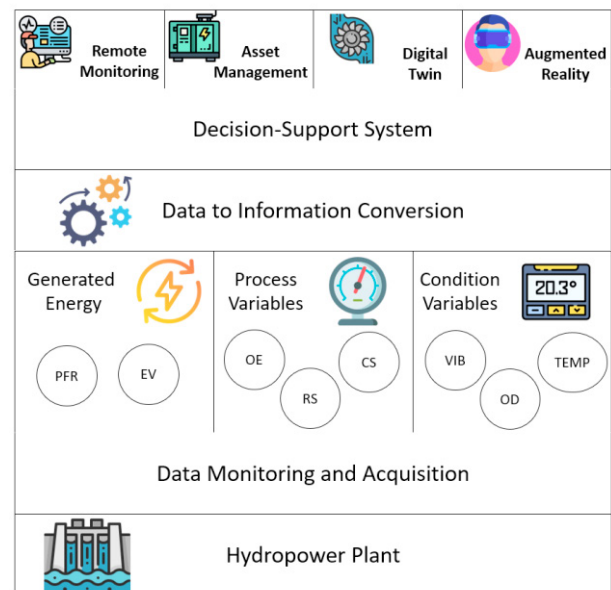 Remote
Monitoring
Asset
Management
Digital
Twin
Augmented
Reality
Decision-Support System
Data to Information Conversion
Generated
Energy
PFR
EV
Process
Variables
OE
RS
CS
Condition
Variables
20.3°
VIB
OD
TEMP
Data Monitoring and Acquisition
Hydropower Plant